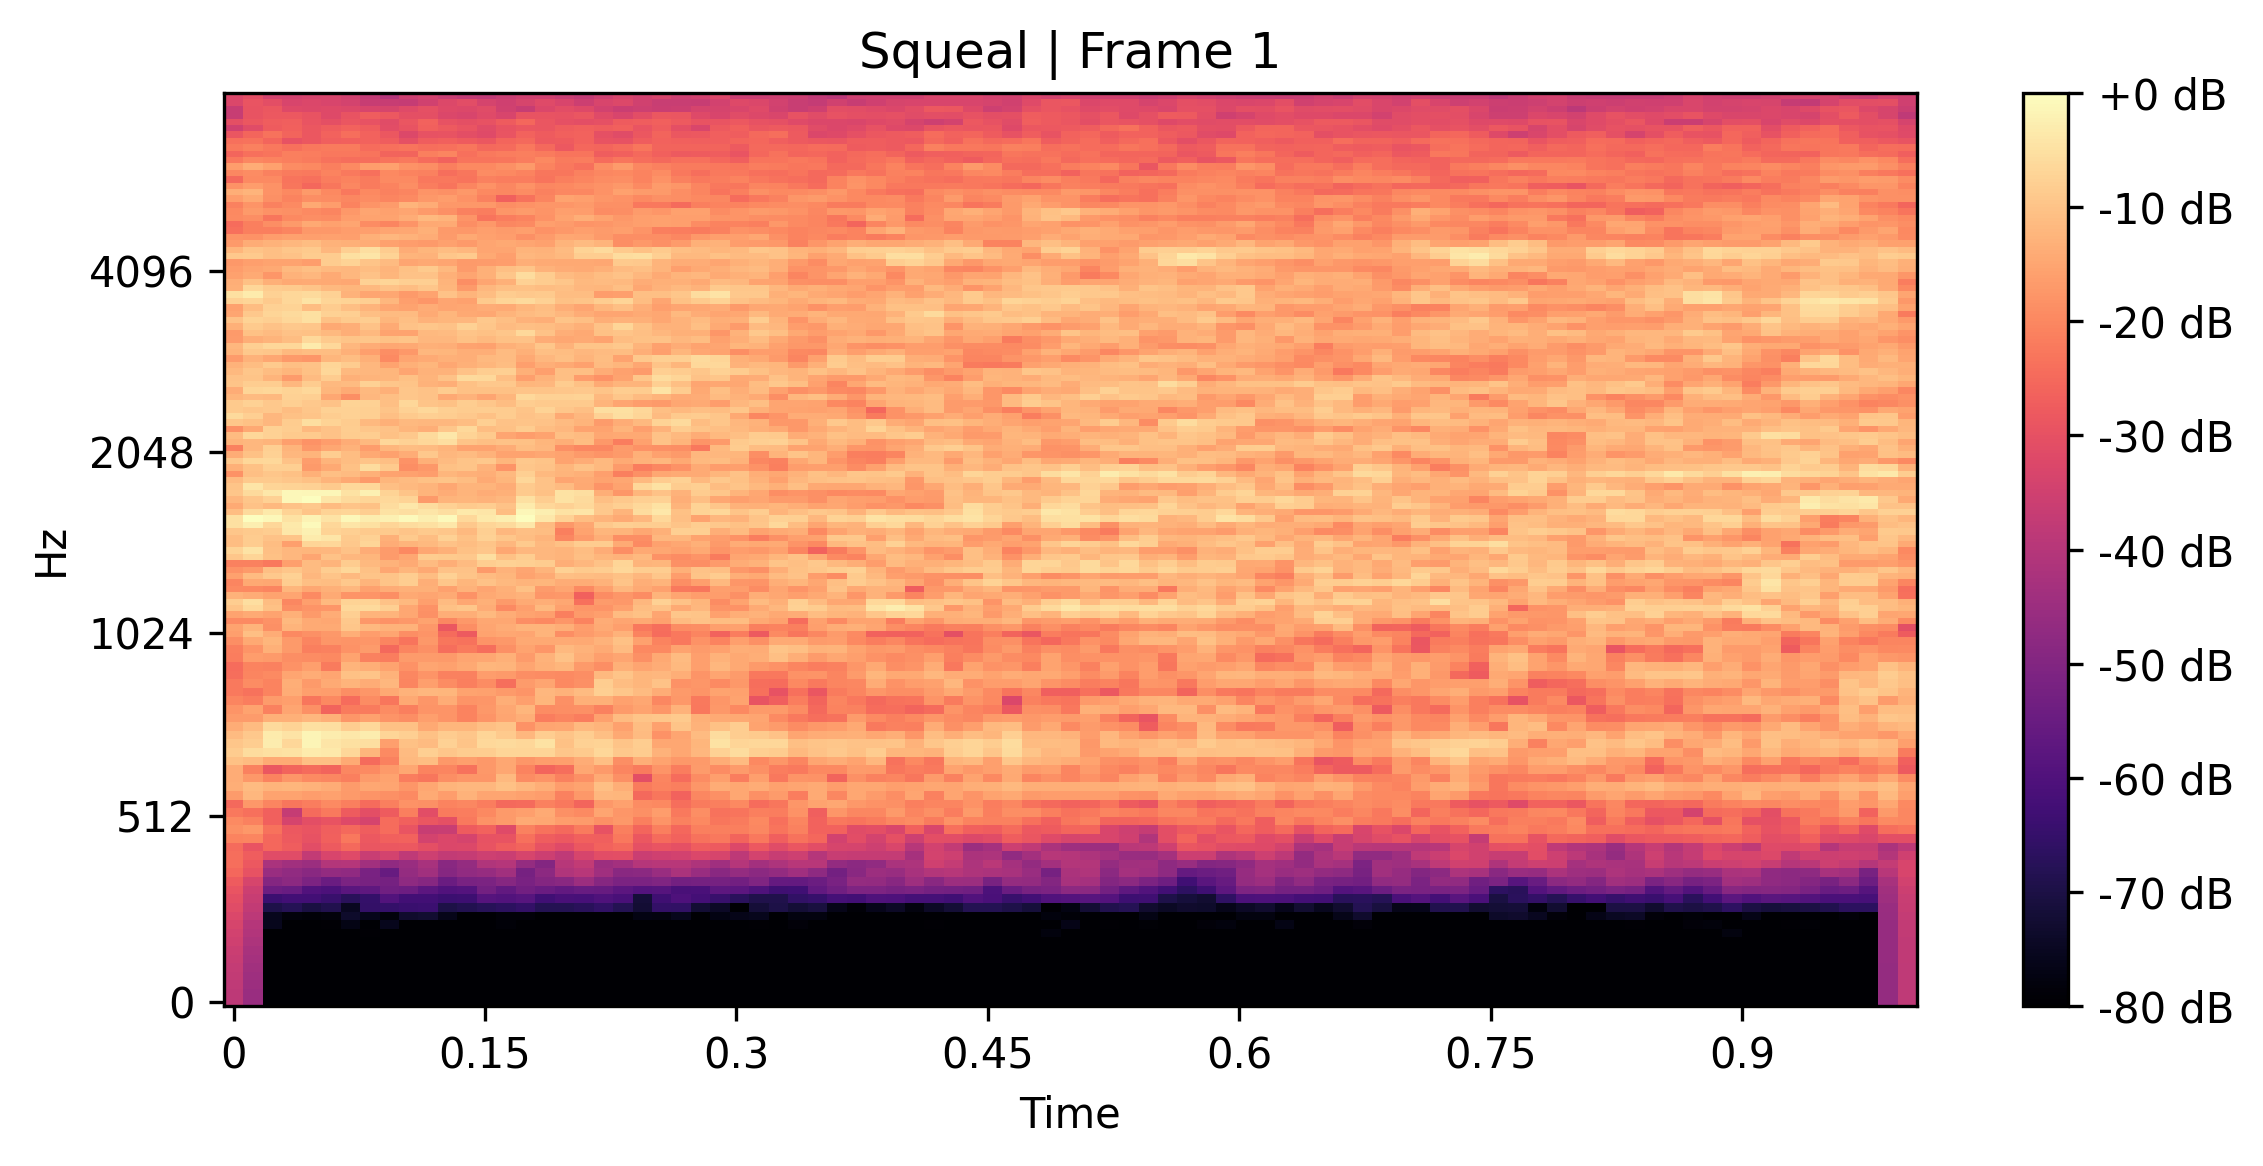 Squeal | Frame 1
+0 dB
-10 dB
-20 dB
-30 dB
-40 dB
-50 dB
-60 dB
-70 dB
-80 dB
4096
2048
1024
512
0
Hz
0 0.15 0.3 0.45 0.6 0.75 0.9
Time